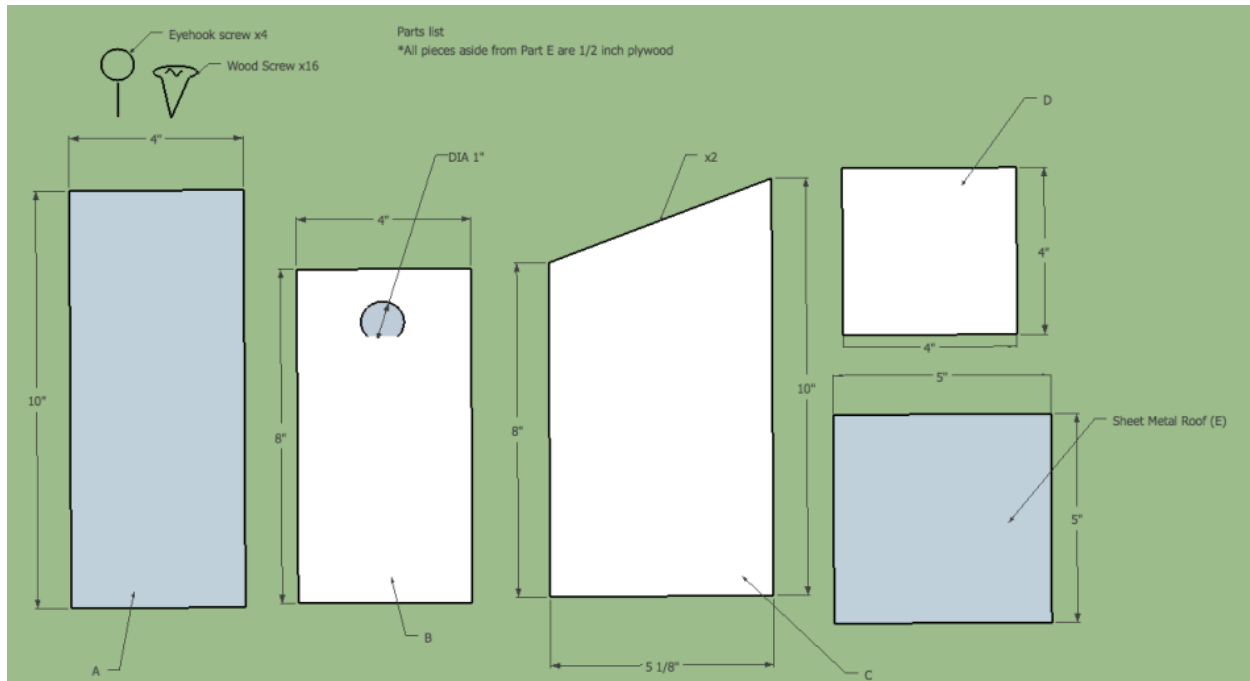 Parts list
*All pieces aside from Part E are 1/2 inch plywood
Eyehook screw x4
Wood Screw x16
4"
10"
A
DIA 1"
4"
8"
B
x2
8"
10"
5 1/8"
C
D
4"
4"
5"
Sheet Metal Roof (E)
5"